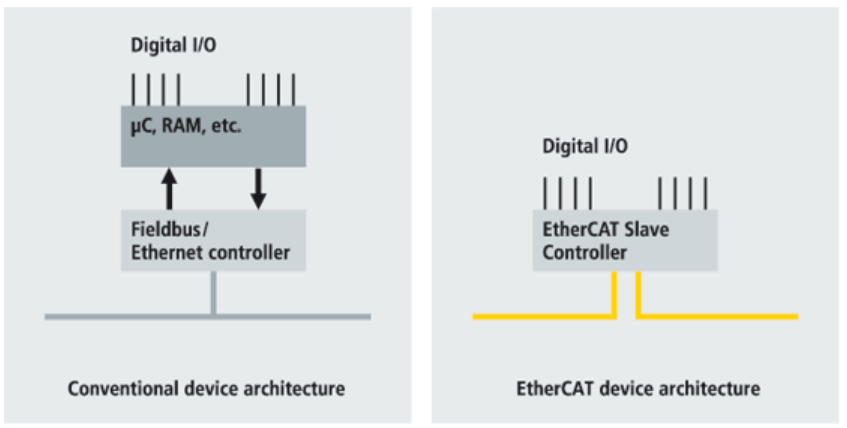 Digital I/O
µC, RAM, etc.
Fieldbus/
Ethernet controller
Conventional device architecture
Digital I/O
EtherCAT Slave
Controller
EtherCAT device architecture